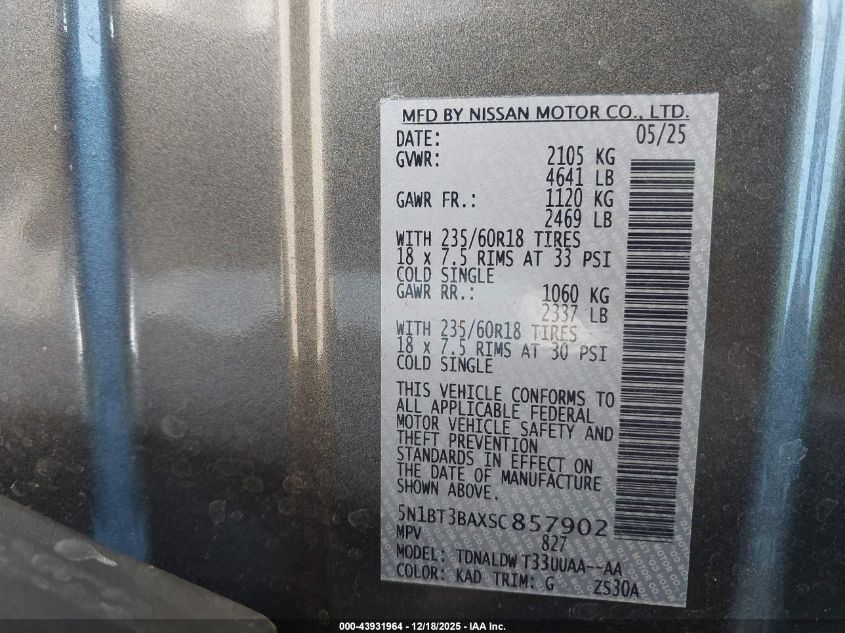 MFD BY NISSAN MOTOR CO., LTD.
DATE: 05/25
GVWR: 2105 KG
4641 LB
GAWR FR.: 1120 KG
2469 LB
WITH 235/60R18 TIRES
18 x 7.5 RIMS AT 33 PSI
COLD SINGLE
GAWR RR.: 1060 KG
2337 LB
WITH 235/60R18 TIRES
18 x 7.5 RIMS AT 30 PSI
COLD SINGLE
THIS VEHICLE CONFORMS TO
ALL APPLICABLE FEDERAL
MOTOR VEHICLE SAFETY AND
THEFT PREVENTION
STANDARDS IN EFFECT ON
THE DATE OF MANUFACTURE
SHOWN ABOVE.
5N1BT3BAXSC857902
MPV 827
MODEL: TDNALDWT33UUAA--AA
COLOR: KAD TRIM: G ZS30A
000-43931964 - 12/18/2025 - IAA Inc.